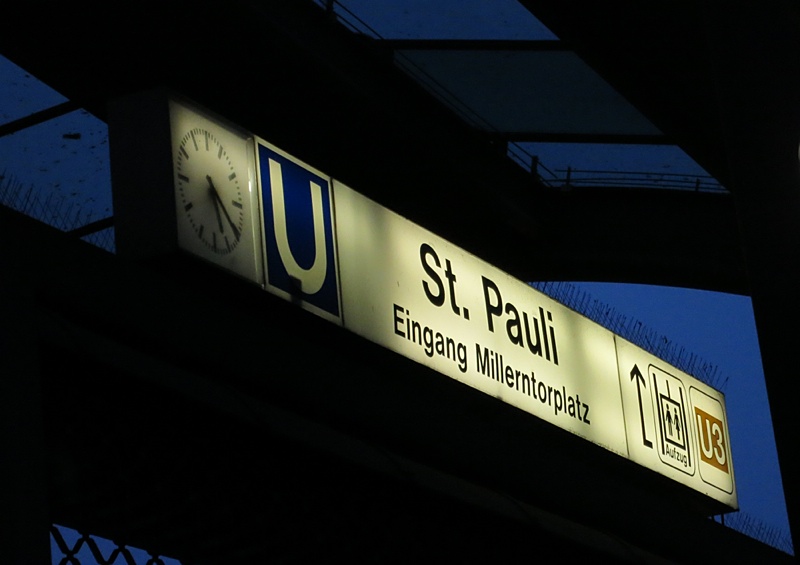 U
St. Pauli
Eingang Millerntorplatz
Aufzug
U3